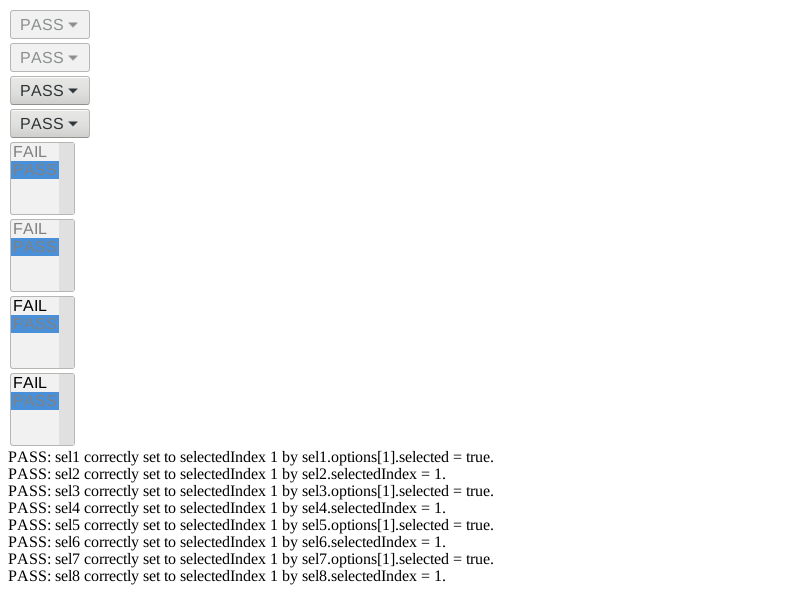 PASS
PASS
PASS
PASS
FAIL
PASS
FAIL
PASS
FAIL
PASS
FAIL
PASS
PASS: sel1 correctly set to selectedIndex 1 by sel1.options[1].selected = true.
PASS: sel2 correctly set to selectedIndex 1 by sel2.selectedIndex = 1.
PASS: sel3 correctly set to selectedIndex 1 by sel3.options[1].selected = true.
PASS: sel4 correctly set to selectedIndex 1 by sel4.selectedIndex = 1.
PASS: sel5 correctly set to selectedIndex 1 by sel5.options[1].selected = true.
PASS: sel6 correctly set to selectedIndex 1 by sel6.selectedIndex = 1.
PASS: sel7 correctly set to selectedIndex 1 by sel7.options[1].selected = true.
PASS: sel8 correctly set to selectedIndex 1 by sel8.selectedIndex = 1.